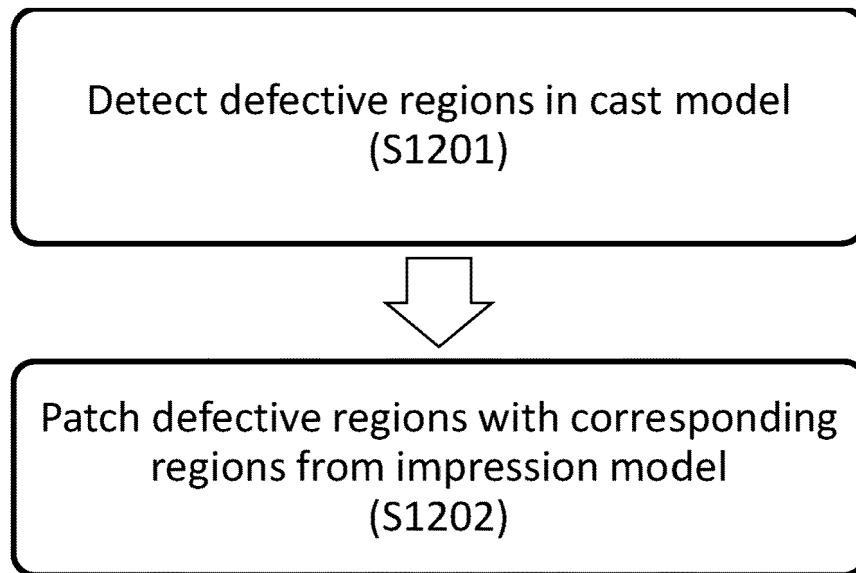 Detect defective regions in cast model
(S1201)
Patch defective regions with corresponding
regions from impression model
(S1202)